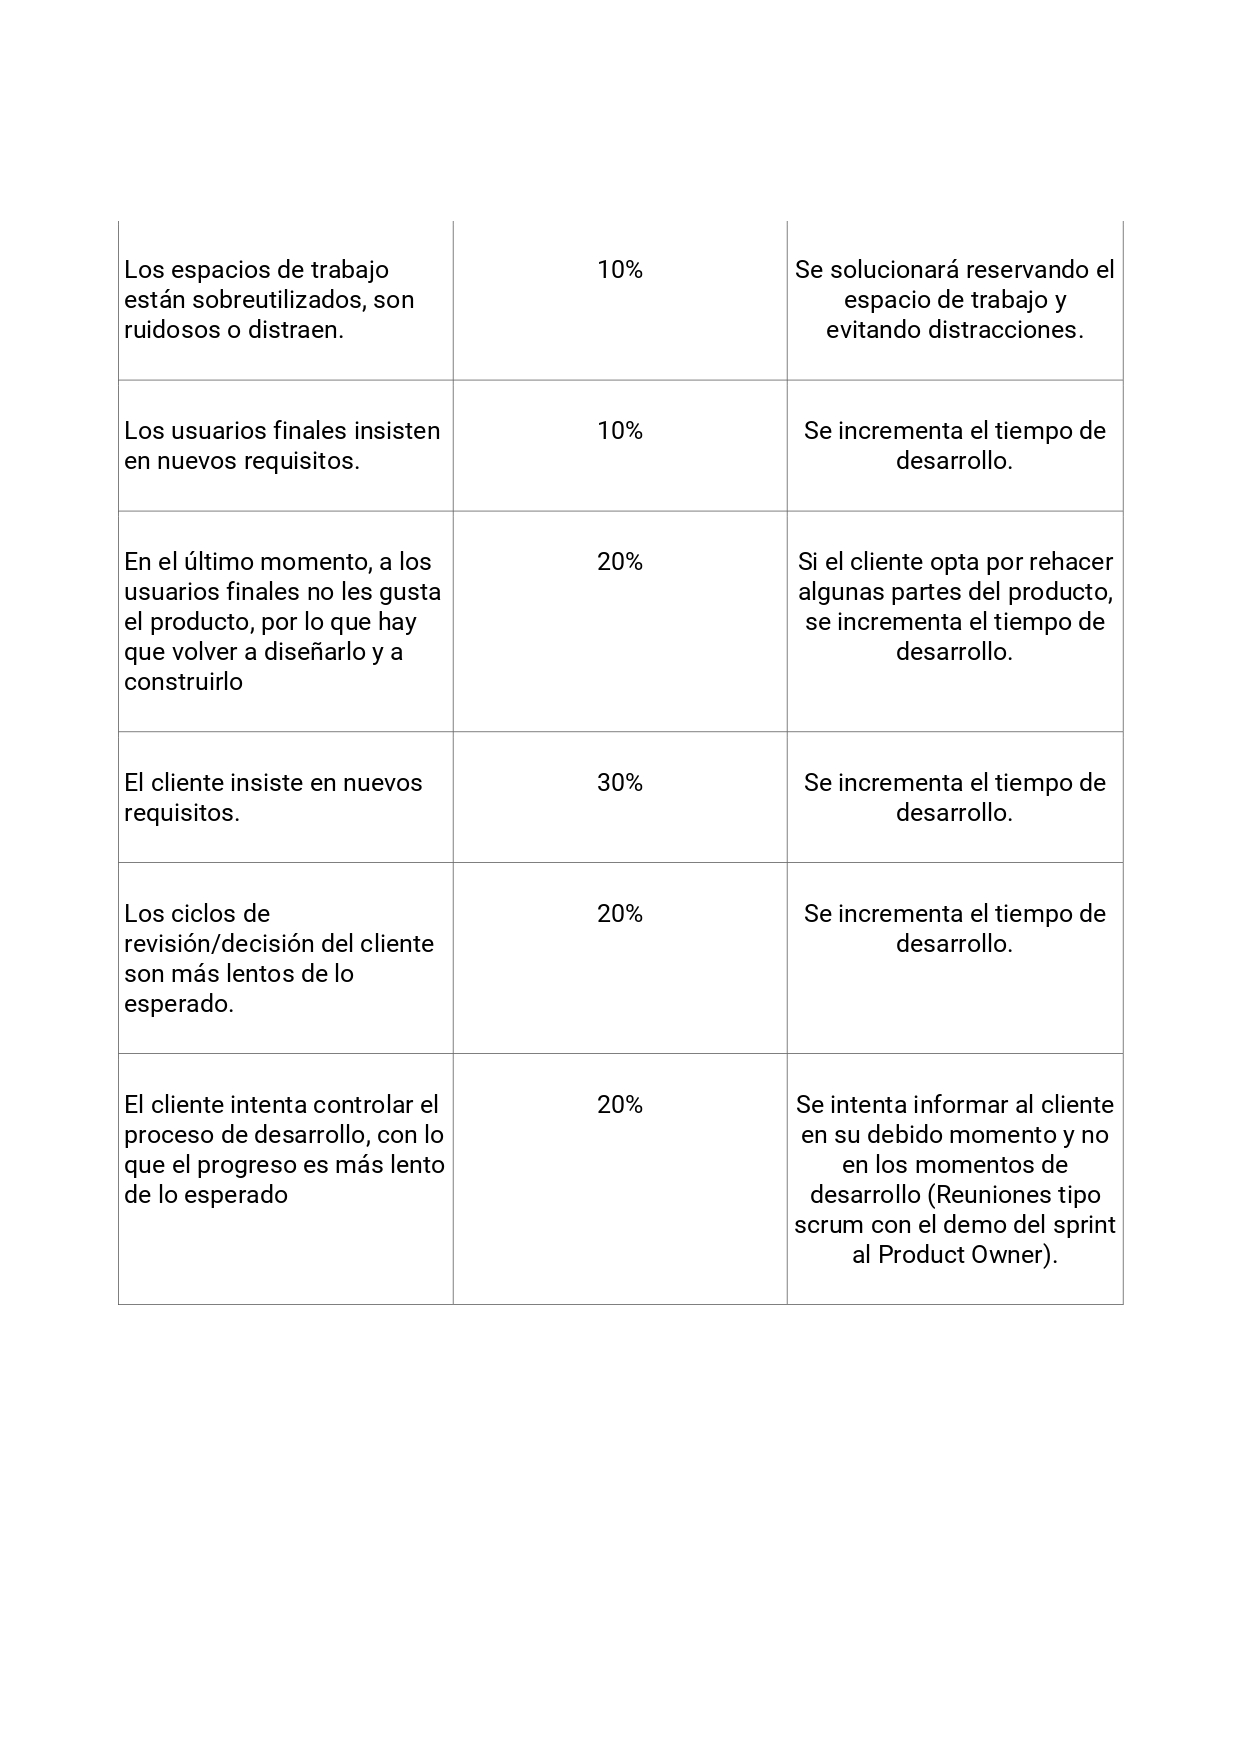 Los espacios de trabajo
están sobreutilizados, son
ruidosos o distraen.
10%
Se solucionará reservando el
espacio de trabajo y
evitando distracciones.
Los usuarios finales insisten
en nuevos requisitos.
10%
Se incrementa el tiempo de
desarrollo.
En el último momento, a los
usuarios finales no les gusta
el producto, por lo que hay
que volver a diseñarlo y a
construirlo
20%
Si el cliente opta por rehacer
algunas partes del producto,
se incrementa el tiempo de
desarrollo.
El cliente insiste en nuevos
requisitos.
30%
Se incrementa el tiempo de
desarrollo.
Los ciclos de
revisión/decisión del cliente
son más lentos de lo
esperado.
20%
Se incrementa el tiempo de
desarrollo.
El cliente intenta controlar el
proceso de desarrollo, con lo
que el progreso es más lento
de lo esperado
20%
Se intenta informar al cliente
en su debido momento y no
en los momentos de
desarrollo (Reuniones tipo
scrum con el demo del sprint
al Product Owner).